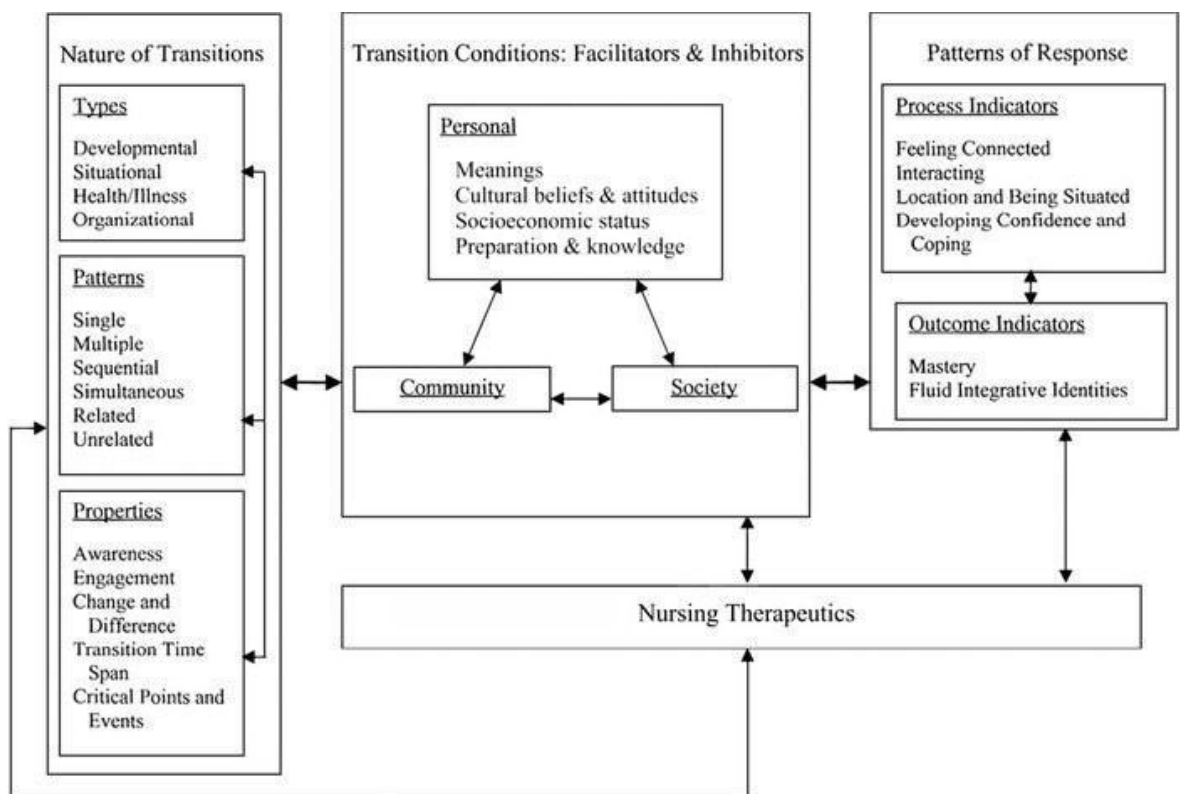 Nature of Transitions
Types
Developmental
Situational
Health/Illness
Organizational
Patterns
Single
Multiple
Sequential
Simultaneous
Related
Unrelated
Properties
Awareness
Engagement
Change and
Difference
Transition Time
Span
Critical Points and
Events
Transition Conditions: Facilitators & Inhibitors
Personal
Meanings
Cultural beliefs & attitudes
Socioeconomic status
Preparation & knowledge
Community
Society
Patterns of Response
Process Indicators
Feeling Connected
Interacting
Location and Being Situated
Developing Confidence and
Coping
Outcome Indicators
Mastery
Fluid Integrative Identities
Nursing Therapeutics